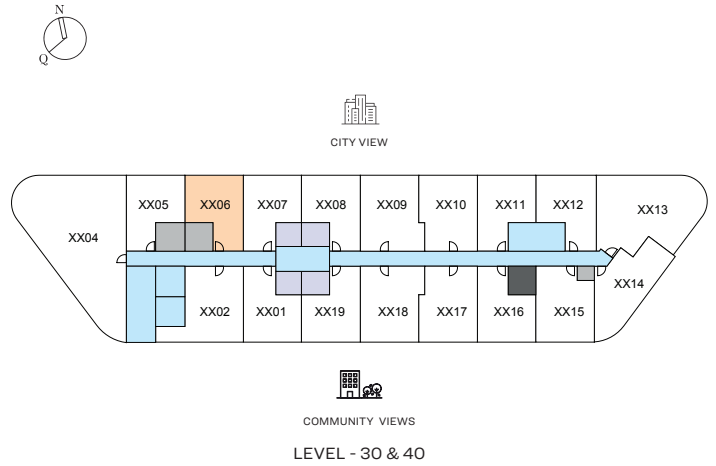 N
Q
CITY VIEW
XX05 XX06 XX07 XX08 XX09 XX10 XX11 XX12 XX13
XX04
XX14
XX02 XX01 XX19 XX18 XX17 XX16 XX15
COMMUNITY VIEWS
LEVEL - 30 & 40